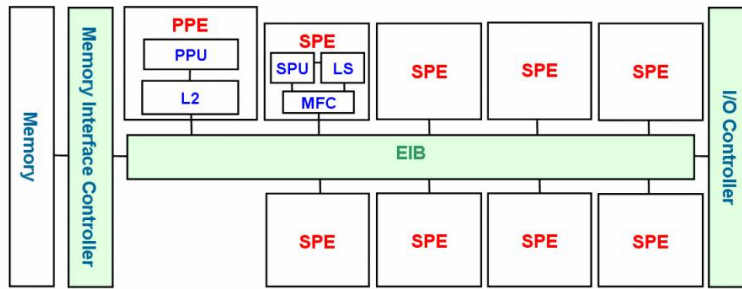 Memory
Memory Interface Controller
PPE
PPU
L2
SPE
SPU
LS
MFC
SPE
SPE
SPE
EIB
SPE
SPE
SPE
SPE
I/O Controller